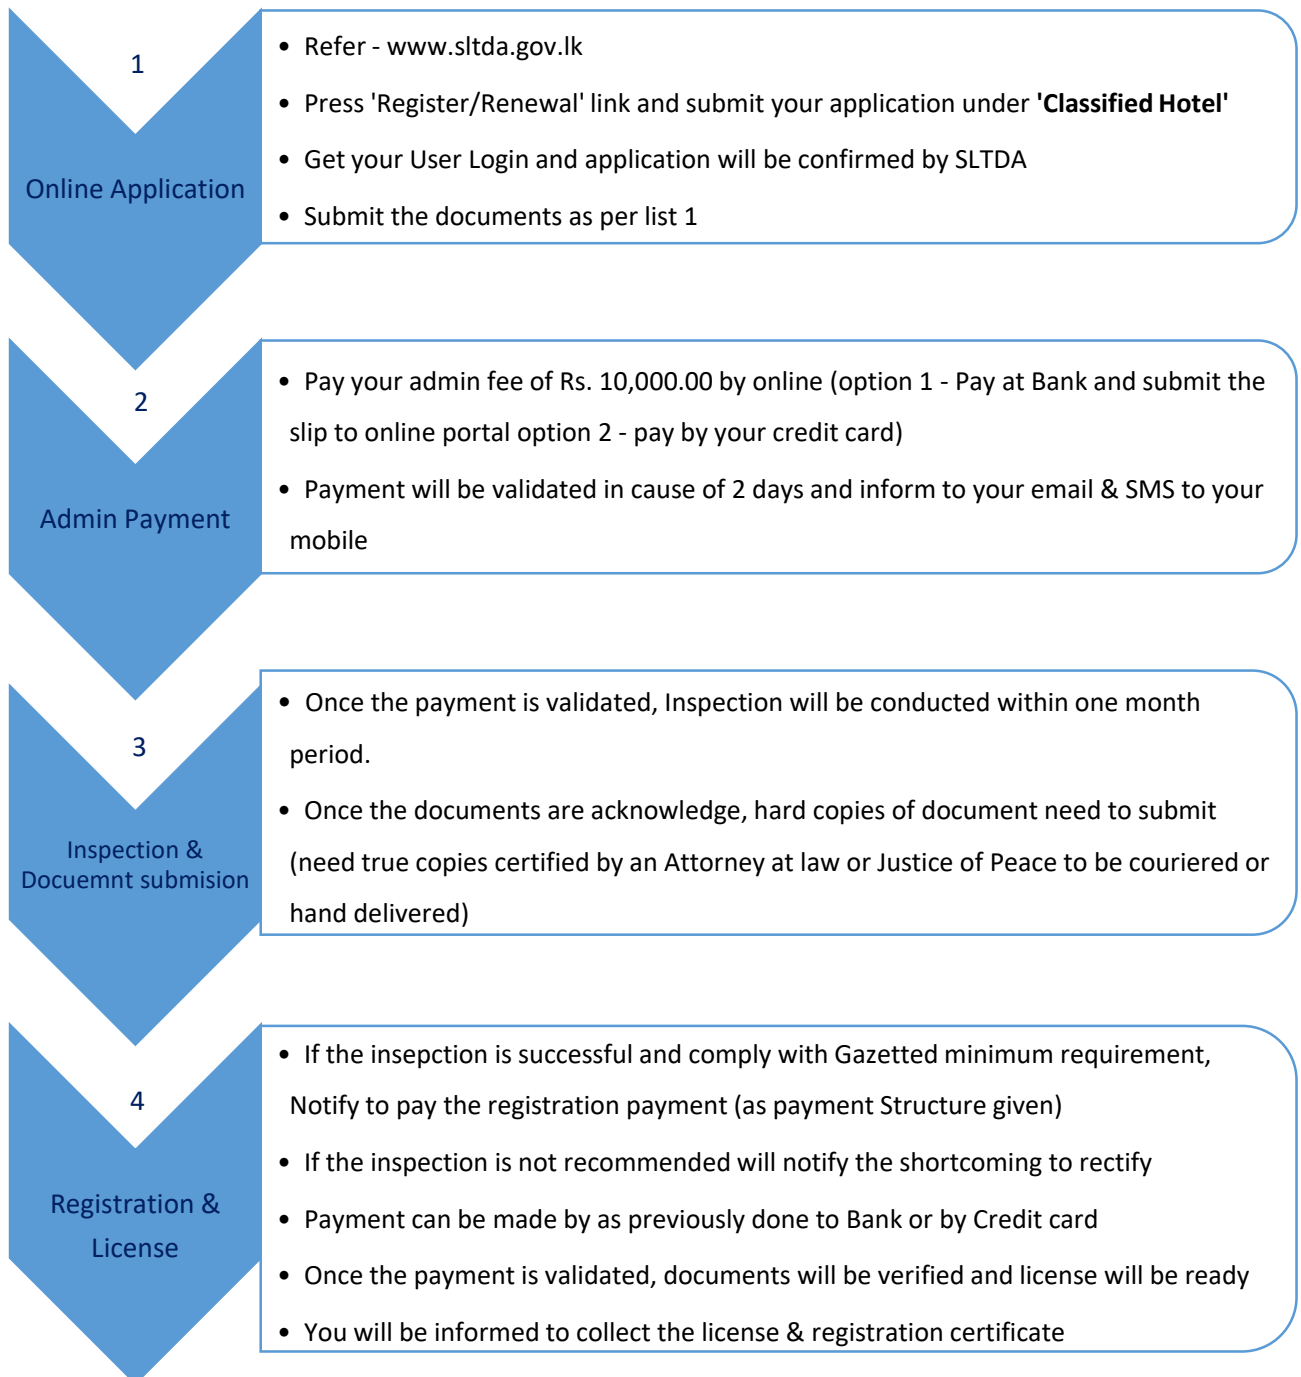 1
Online Application
• Refer - www.sltda.gov.lk
• Press 'Register/Renewal' link and submit your application under 'Classified Hotel'
• Get your User Login and application will be confirmed by SLTDA
• Submit the documents as per list 1
2
Admin Payment
• Pay your admin fee of Rs. 10,000.00 by online (option 1 - Pay at Bank and submit the
slip to online portal option 2 - pay by your credit card)
• Payment will be validated in cause of 2 days and inform to your email & SMS to your
mobile
3
Inspection &
Docuemnt submision
• Once the payment is validated, Inspection will be conducted within one month
period.
• Once the documents are acknowledge, hard copies of document need to submit
(need true copies certified by an Attorney at law or Justice of Peace to be couriered or
hand delivered)
4
Registration &
License
• If the insepction is successful and comply with Gazetted minimum requirement,
Notify to pay the registration payment (as payment Structure given)
• If the inspection is not recommended will notify the shortcoming to rectify
• Payment can be made by as previously done to Bank or by Credit card
• Once the payment is validated, documents will be verified and license will be ready
• You will be informed to collect the license & registration certificate